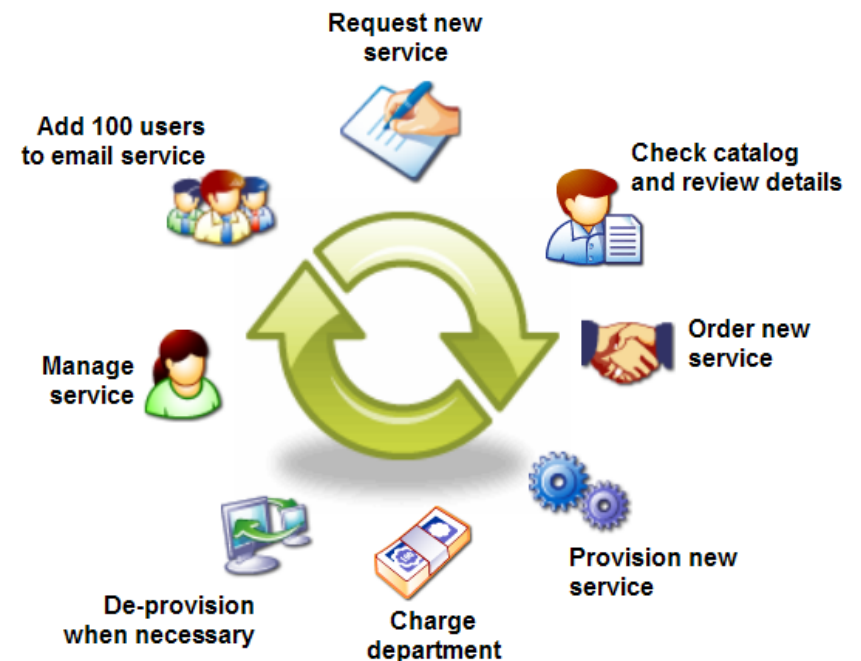 Request new
service
Check catalog
and review details
Order new
service
Provision new
service
Charge
department
De-provision
when necessary
Manage
service
Add 100 users
to email service